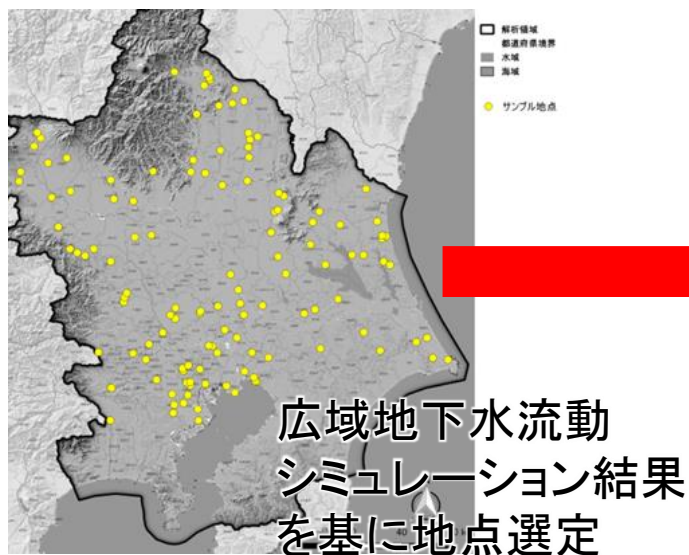 解析領域
都道府県境界
水域
海域
サンプル地点
広域地下水流動
シミュレーション結果
を基に地点選定
40